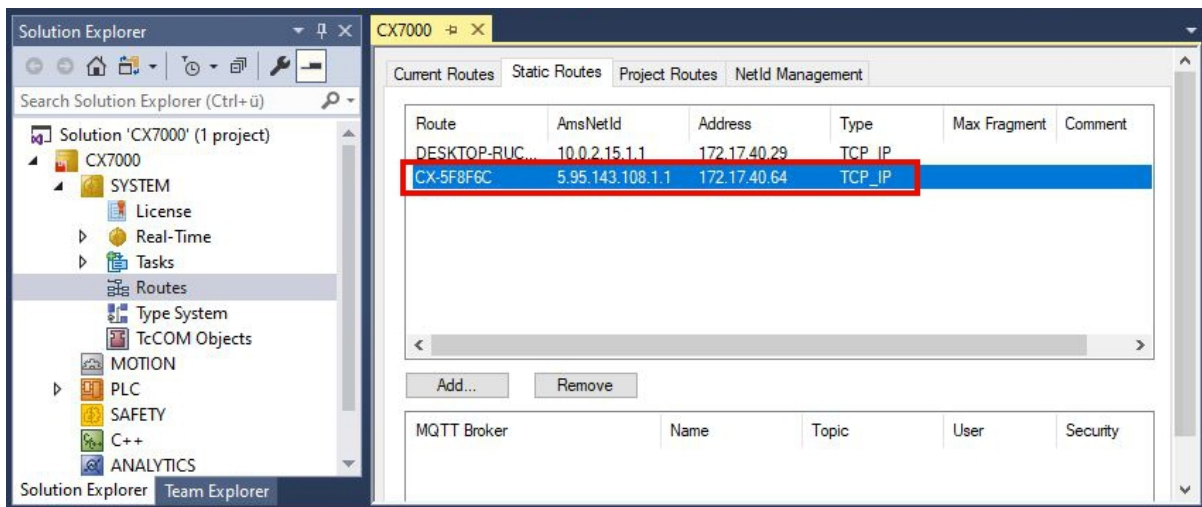 Solution Explorer
Search Solution Explorer (Ctrl+ü)
Solution 'CX7000' (1 project)
CX7000
SYSTEM
License
Real-Time
Tasks
Routes
Type System
TcCOM Objects
MOTION
PLC
SAFETY
C++
ANALYTICS
Solution Explorer Team Explorer
CX7000
Current Routes Static Routes Project Routes NetId Management
Route AmsNetId Address Type Max Fragment Comment
DESKTOP-RUC... 10.0.2.15.1.1 172.17.40.29 TCP_IP
CX-5F8F6C 5.95.143.108.1.1 172.17.40.64 TCP_IP
Add... Remove
MQTT Broker Name Topic User Security